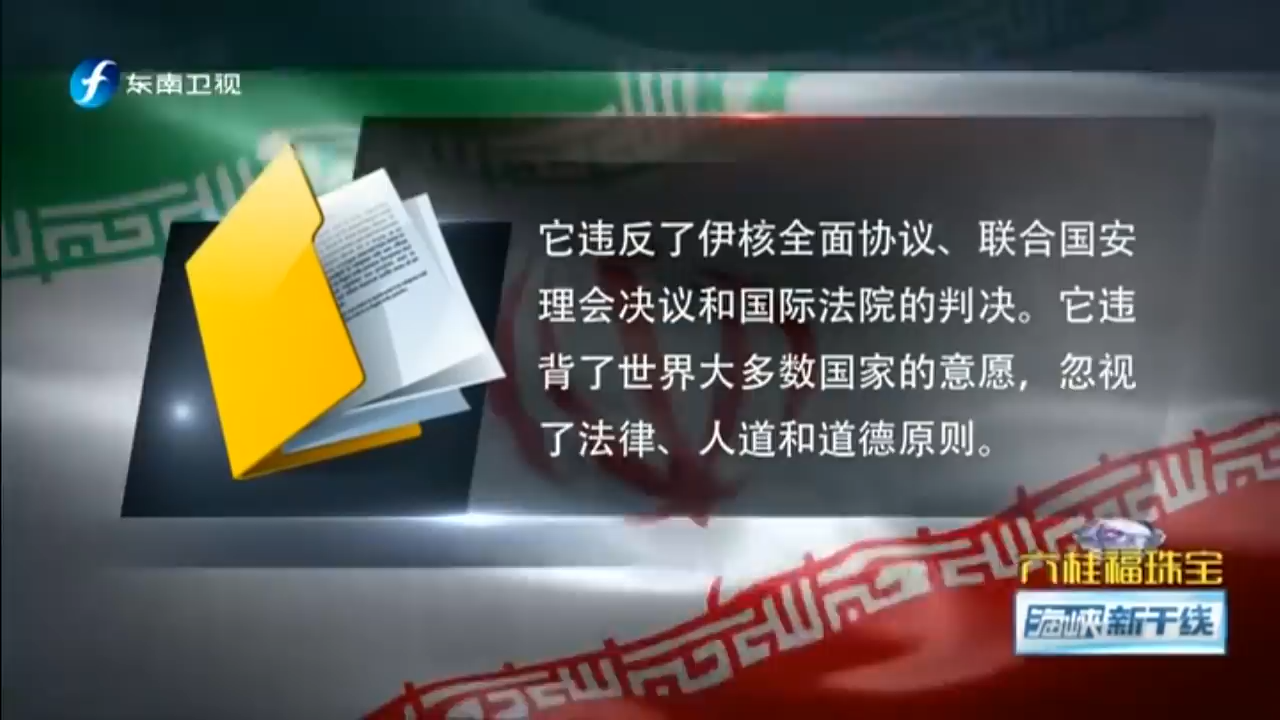 东南卫视
它违反了伊核全面协议、联合国安
理会决议和国际法院的判决。它违
背了世界大多数国家的意愿，忽视
了法律、人道和道德原则。
六桂福珠宝
海峡新干线